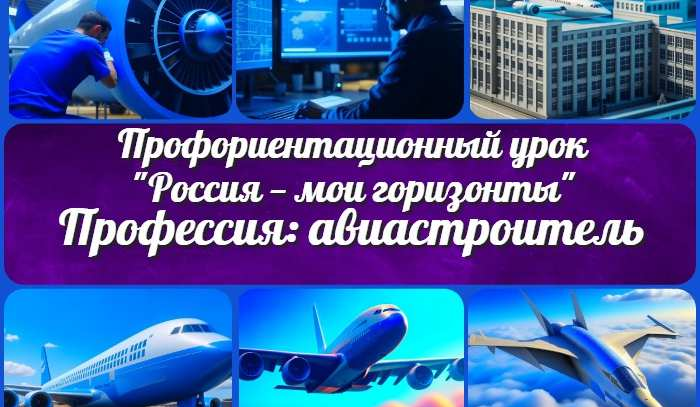 Профориентационный урок
"Россия – мои горизонты"
Профессия: авиастроитель